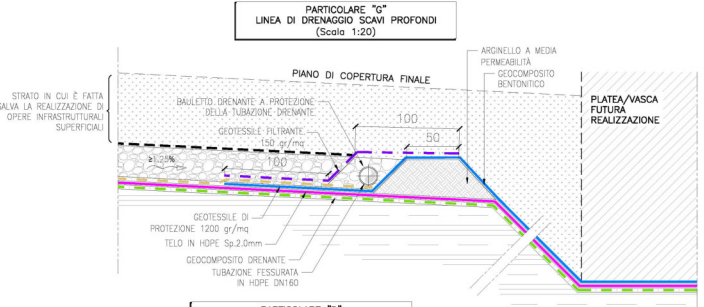 PARTICOLARE "G"
LINEA DI DRENAGGIO SCAVI PROFONDI
(Scala 1:20)
ARGINELLO A MEDIA
PERMEABILITÀ
GEOCOMPOSITO
BENTONITICO
PIANO DI COPERTURA FINALE
STRATO IN CUI È FATTA
SALVA LA REALIZZAZIONE DI
OPERE INFRASTRUTTURALI
SUPERFICIALI
BAULETTO DRENANTE A PROTEZIONE
DELLA TUBAZIONE DRENANTE
PLATEA/VASCA
FUTURA
REALIZZAZIONE
100
GEOTESSILE FILTRANTE
150 gr/mq
50
≥1.25%
100
GEOTESSILE DI
PROTEZIONE 1200 gr/mq
TELO IN HDPE Sp.2.0mm
GEOCOMPOSITO DRENANTE
TUBAZIONE FESSURATA
IN HDPE DN160